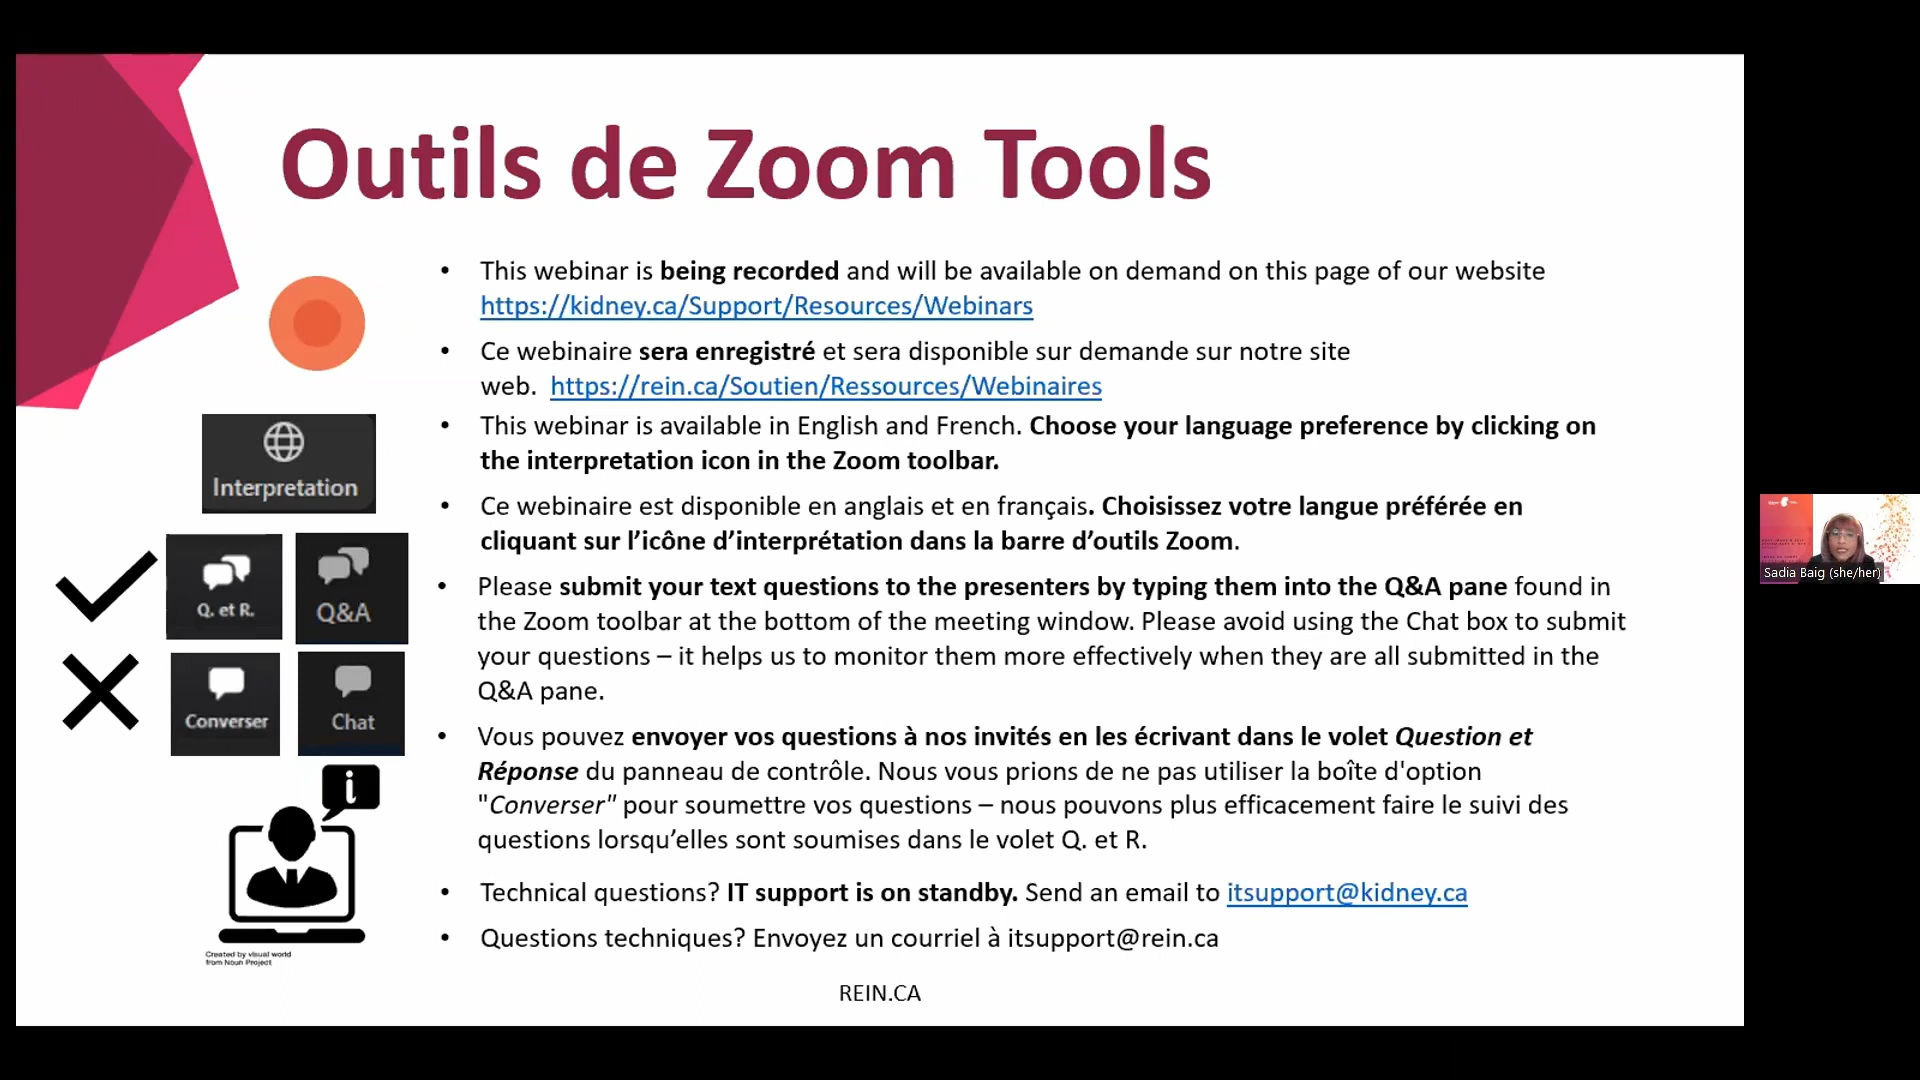 Outils de Zoom Tools
• This webinar is being recorded and will be available on demand on this page of our website
https://kidney.ca/Support/Resources/Webinars
• Ce webinaire sera enregistré et sera disponible sur demande sur notre site
web. https://rein.ca/Soutien/Ressources/Webinaires
Interpretation
• This webinar is available in English and French. Choose your language preference by clicking on
the interpretation icon in the Zoom toolbar.
• Ce webinaire est disponible en anglais et en français. Choisissez votre langue préférée en
cliquant sur l’icône d’interprétation dans la barre d’outils Zoom.
Q. et R.
Q&A
• Please submit your text questions to the presenters by typing them into the Q&A pane found in
the Zoom toolbar at the bottom of the meeting window. Please avoid using the Chat box to submit
your questions – it helps us to monitor them more effectively when they are all submitted in the
Q&A pane.
Converser
Chat
• Vous pouvez envoyer vos questions à nos invités en les écrivant dans le volet Question et
Réponse du panneau de contrôle. Nous vous prions de ne pas utiliser la boîte d'option
"Converser" pour soumettre vos questions – nous pouvons plus efficacement faire le suivi des
questions lorsqu’elles sont soumises dans le volet Q. et R.
i
• Technical questions? IT support is on standby. Send an email to itsupport@kidney.ca
• Questions techniques? Envoyez un courriel à itsupport@rein.ca
Created by visual world
from Noun Project
REIN.CA
Sadia Baig (she/her)